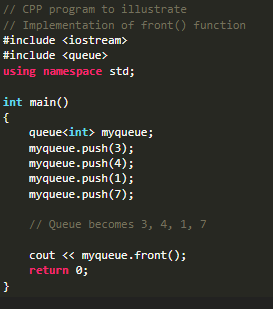 // CPP program to illustrate
// Implementation of front() function
#include <iostream>
#include <queue>
using namespace std;
int main()
{
queue<int> myqueue;
myqueue.push(3);
myqueue.push(4);
myqueue.push(1);
myqueue.push(7);
// Queue becomes 3, 4, 1, 7
cout << myqueue.front();
return 0;
}